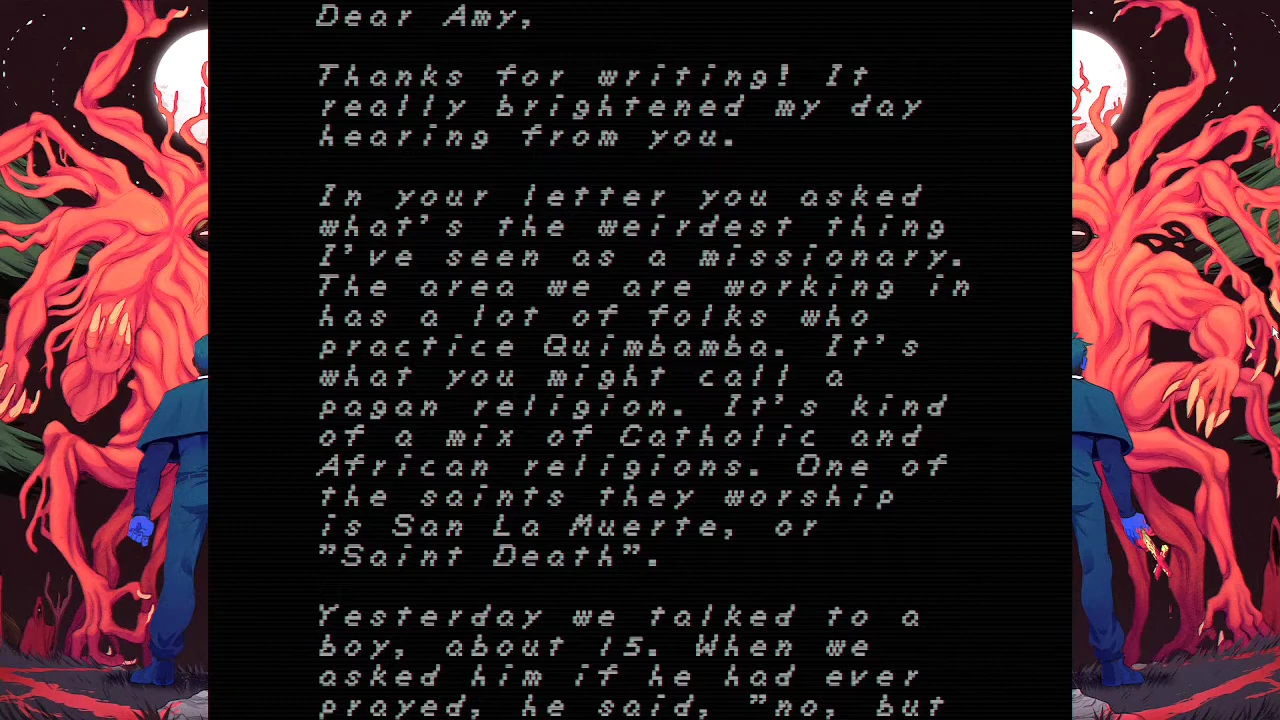 Dear Amy,
Thanks for writing! It
really brightened my day
hearing from you.
In your letter you asked
what's the weirdest thing
I've seen as a missionary.
The area we are working in
has a lot of folks who
practice Quimbamba. It's
what you might call a
pagan religion. It's kind
of a mix of Catholic and
African religions. One of
the saints they worship
is San La Muerte, or
"Saint Death".
Yesterday we talked to a
boy, about 15. When we
asked him if he had ever
prayed, he said, "no, but